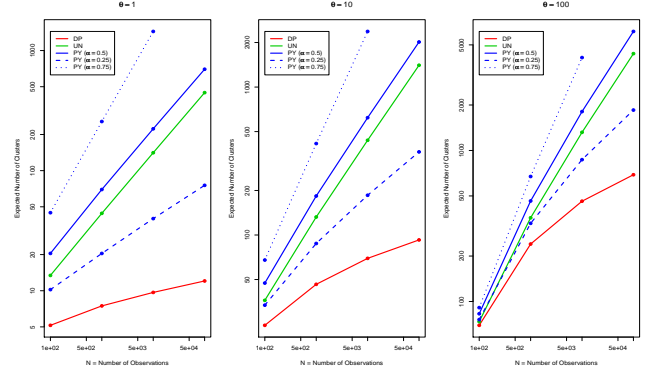 θ = 1
Expected Number of Clusters
1000
500
200
100
50
20
10
5
DP
UN
PY (α = 0.5)
PY (α = 0.25)
PY (α = 0.75)
1e+02 5e+02 5e+03 5e+04
N = Number of Observations
θ = 10
Expected Number of Clusters
2000
1000
500
200
100
50
DP
UN
PY (α = 0.5)
PY (α = 0.25)
PY (α = 0.75)
1e+02 5e+02 5e+03 5e+04
N = Number of Observations
θ = 100
Expected Number of Clusters
5000
2000
1000
500
200
100
DP
UN
PY (α = 0.5)
PY (α = 0.25)
PY (α = 0.75)
1e+02 5e+02 5e+03 5e+04
N = Number of Observations